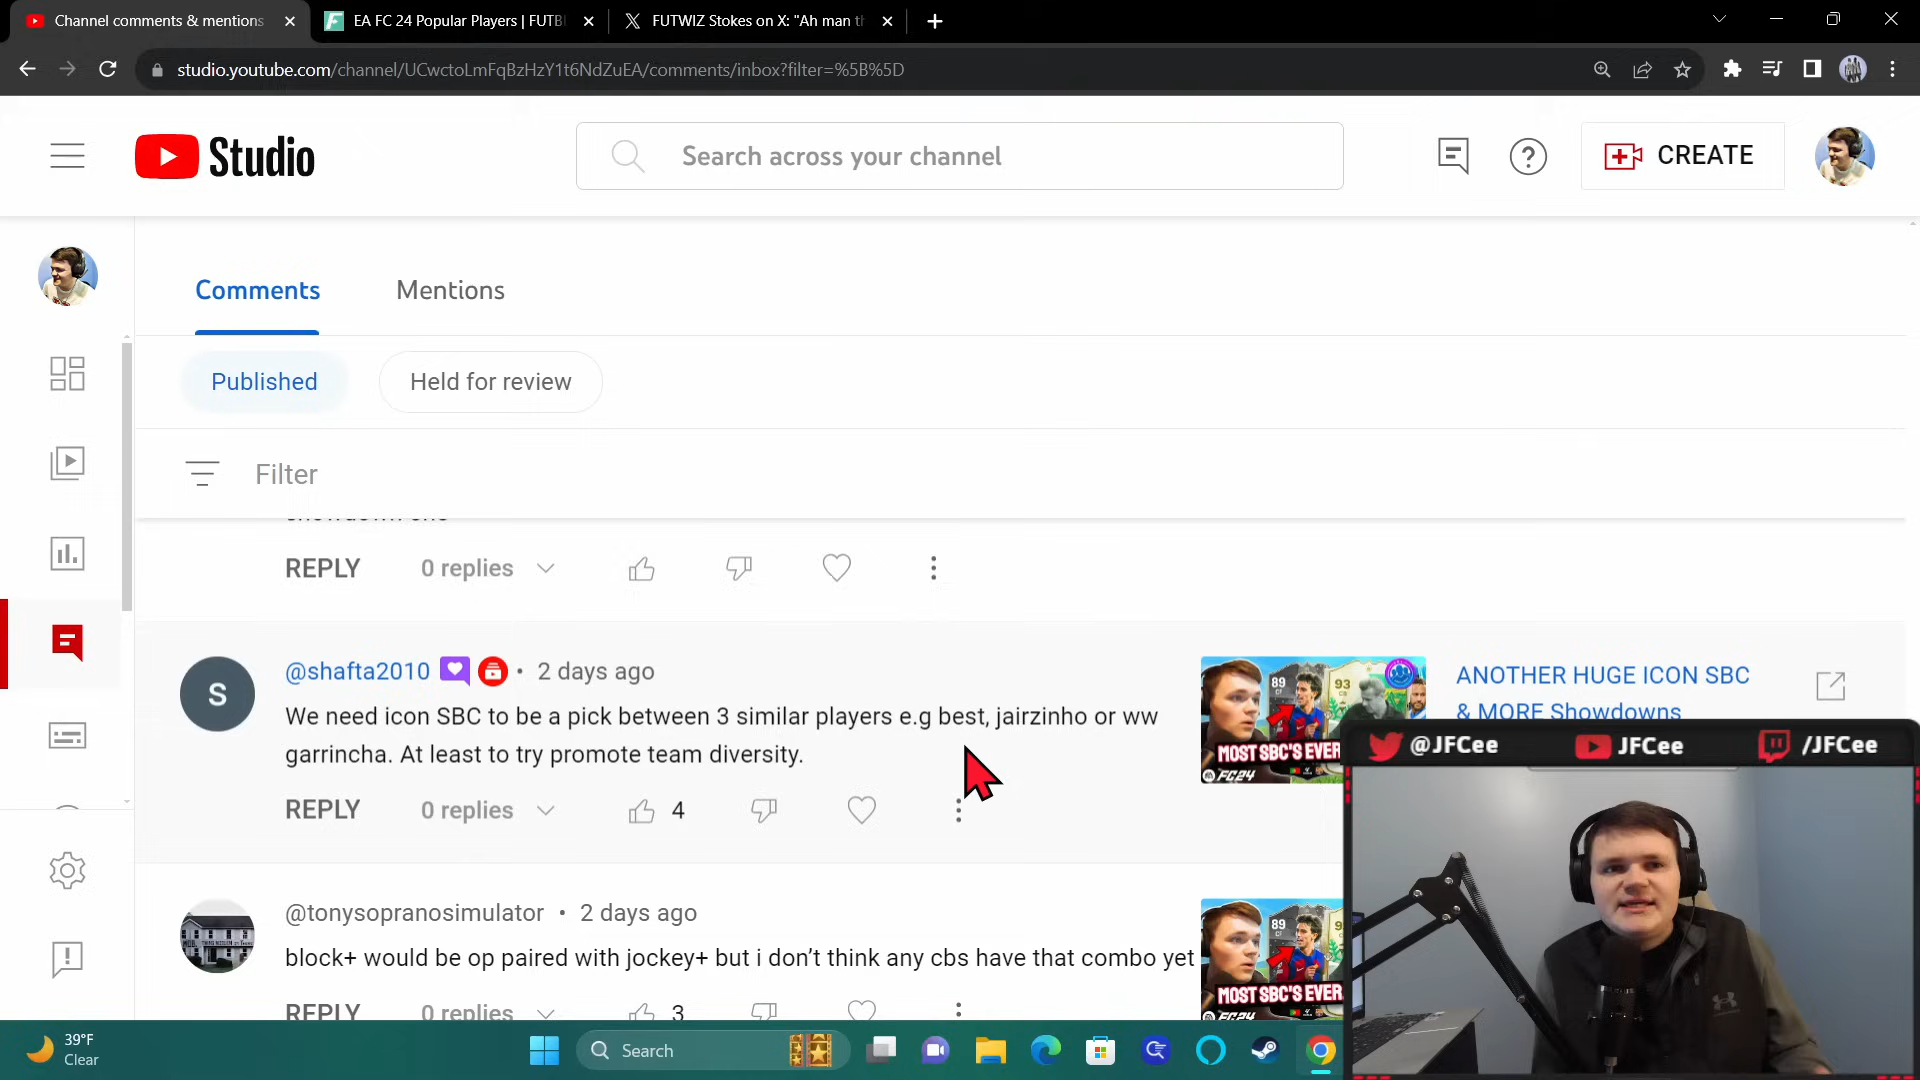 Channel comments & mentions
EA FC 24 Popular Players | FUTB
FUTWIZ Stokes on X: "Ah man th
studio.youtube.com/channel/UCwctoLmFqBzHzY1t6NdZuEA/comments/inbox?filter=%5B%5D
Studio
Search across your channel
CREATE
Comments
Mentions
Published
Held for review
Filter
REPLY
0 replies
S
@shafta2010 • 2 days ago
We need icon SBC to be a pick between 3 similar players e.g best, jairzinho or ww
garrincha. At least to try promote team diversity.
REPLY
0 replies
4
89
93
MOST SBC'S EVER
FC24
ANOTHER HUGE ICON SBC
& MORE Showdowns
@JFCee
JFCee
/JFCee
@tonysopranosimulator • 2 days ago
block+ would be op paired with jockey+ but i don't think any cbs have that combo yet
REPLY
0 replies
3
89
MOST SBC'S EVER
39°F
Clear
Search